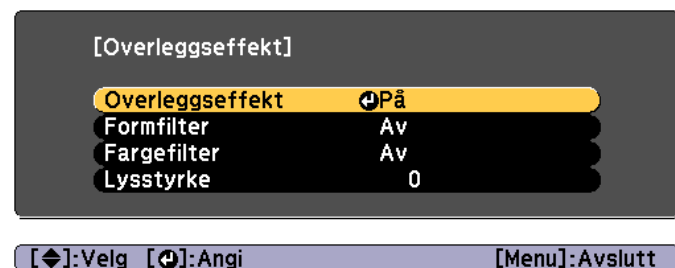 [Overleggseffekt]
Overleggseffekt På
Formfilter Av
Fargefilter Av
Lysstyrke 0
[◆]:Velg [⏎]:Angi [Menu]:Avslutt